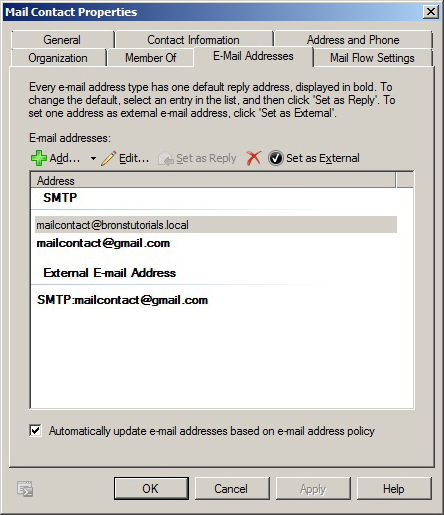 Mail Contact Properties
General Contact Information Address and Phone
Organization Member Of E-Mail Addresses Mail Flow Settings
Every e-mail address type has one default reply address, displayed in bold. To
change the default, select an entry in the list, and then click 'Set as Reply'. To
set one address as external e-mail address, click 'Set as External'.
E-mail addresses:
Add... Edit... Set as Reply Set as External
Address
SMTP
mailcontact@bronstutorials.local
mailcontact@gmail.com
External E-mail Address
SMTP:mailcontact@gmail.com
Automatically update e-mail addresses based on e-mail address policy
OK Cancel Apply Help